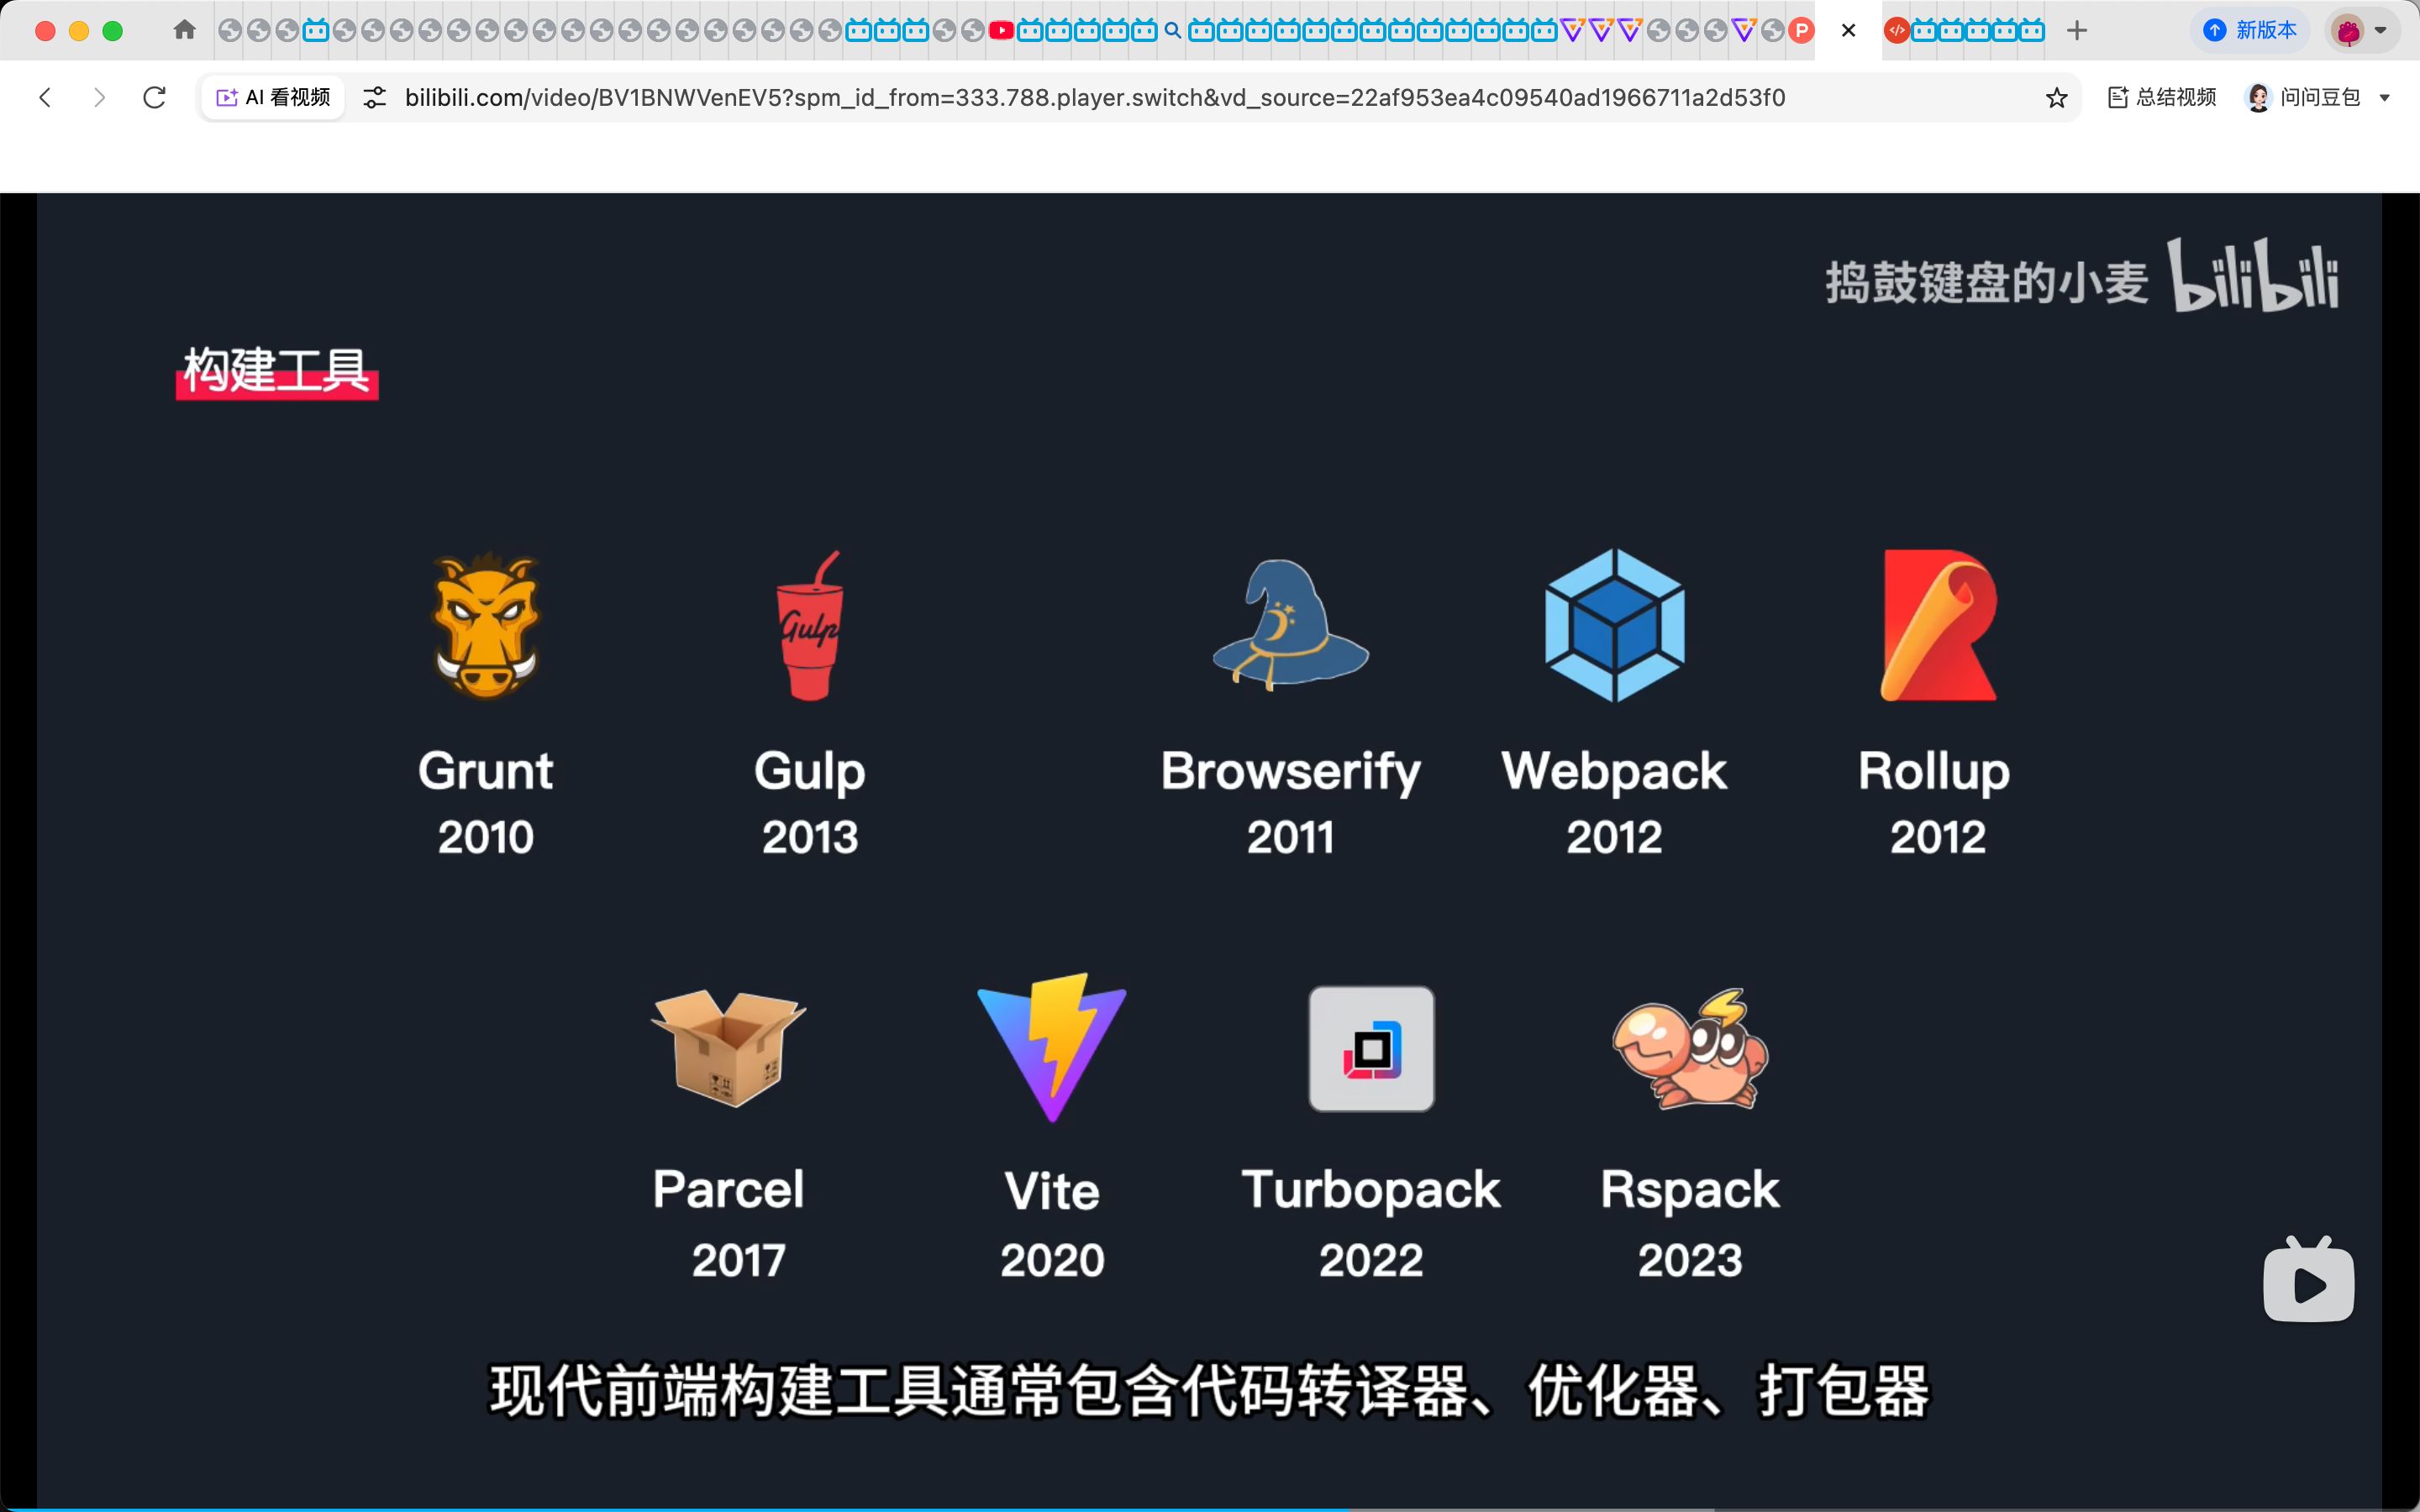 新版本
AI 看视频
bilibili.com/video/BV1BNWVenEV5?spm_id_from=333.788.player.switch&vd_source=22af953ea4c09540ad1966711a2d53f0
总结视频
问问豆包
捣鼓键盘的小麦 bilibili
构建工具
Gulp
Grunt
Gulp
Browserify
Webpack
Rollup
2010
2013
2011
2012
2012
Parcel
Vite
Turbopack
Rspack
2017
2020
2022
2023
现代前端构建工具通常包含代码转译器、优化器、打包器